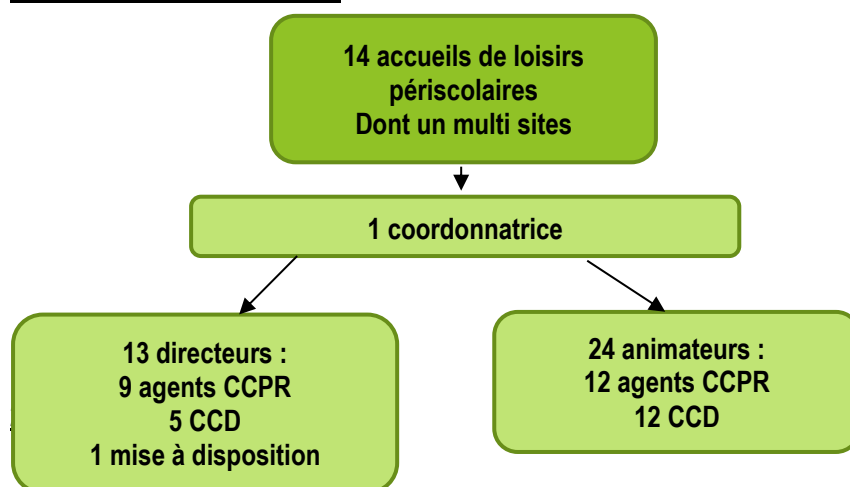 14 accueils de loisirs
périscolaires
Dont un multi sites
1 coordonnatrice
13 directeurs :
9 agents CCPR
5 CCD
1 mise à disposition
24 animateurs :
12 agents CCPR
12 CCD